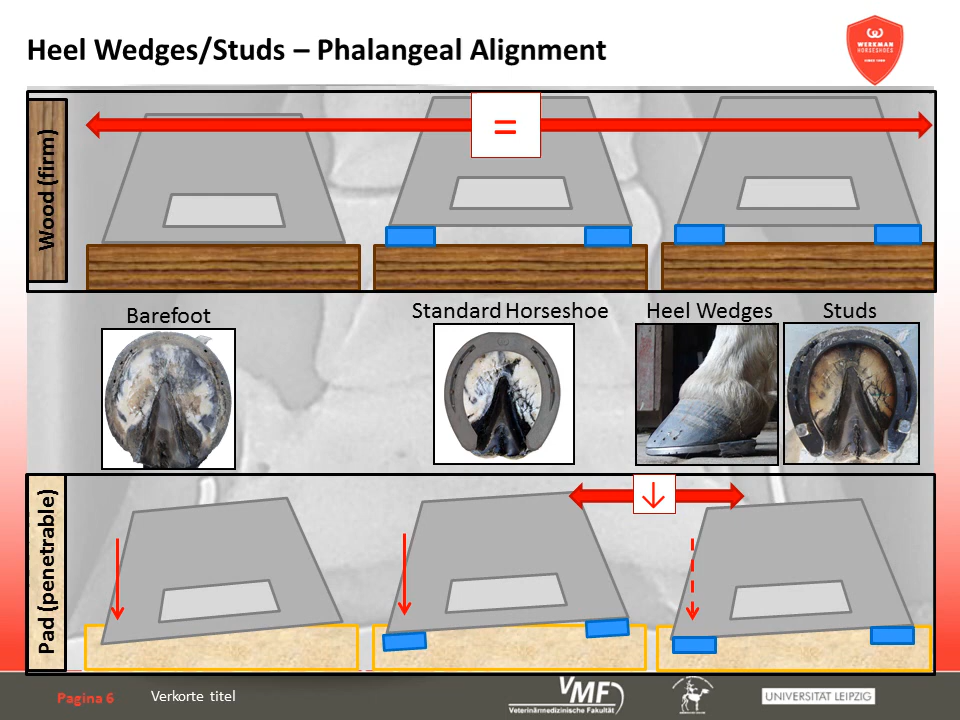 Heel Wedges/Studs – Phalangeal Alignment
WERKMAN
HORSESHOES
Wood (firm)
=
Barefoot
Standard Horseshoe
Heel Wedges
Studs
↓
Pad (penetrable)
Pagina 6
Verkorte titel
VMF
Veterinärmedizinische Fakultät
UNIVERSITÄT LEIPZIG